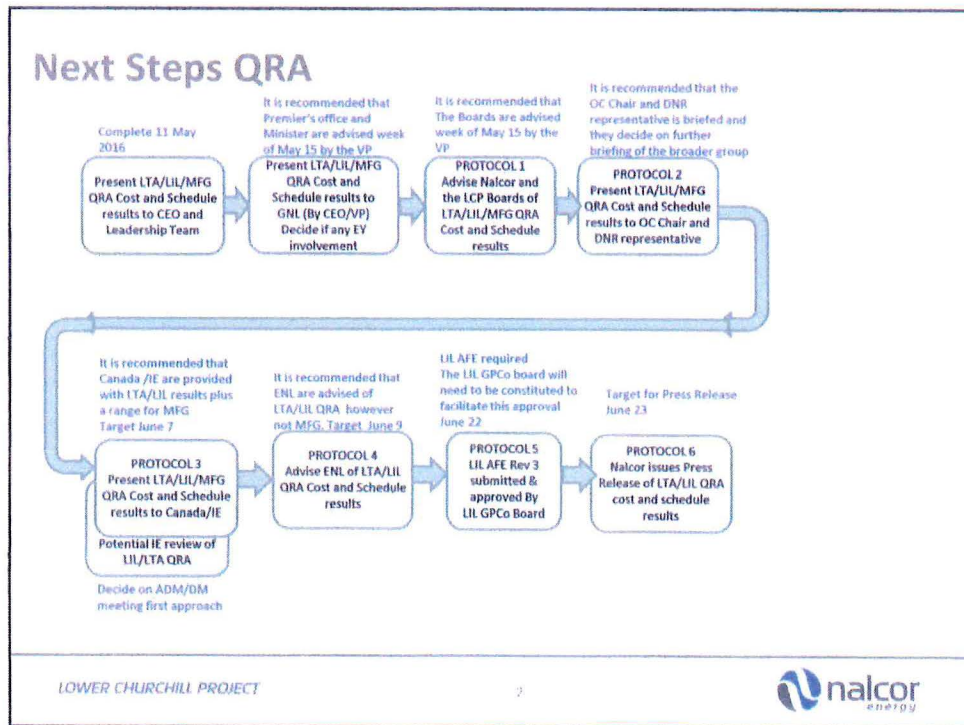 Next Steps QRA
Complete 11 May
2016
Present LTA/LIL/MFG
QRA Cost and Schedule
results to CEO and
Leadership Team
It is recommended that
Premier's office and
Minister are advised week
of May 15 by the VP
Present LTA/LIL/MFG
QRA Cost and
Schedule results to
GNL (By CEO/VP)
Decide if any EY
involvement
It is recommended that
The Boards are advised
week of May 15 by the
VP
PROTOCOL 1
Advise Nalcor and
the LCP Boards of
LTA/LIL/MFG QRA
Cost and Schedule
results
It is recommended that the
OC Chair and DNR
representative is briefed and
they decide on further
briefing of the broader group
PROTOCOL 2
Present LTA/LIL/MFG
QRA Cost and Schedule
results to OC Chair and
DNR representative
It is recommended that
Canada /IE are provided
with LTA/LIL results plus
a range for MFG
Target June 7
PROTOCOL 3
Present LTA/LIL/MFG
QRA Cost and Schedule
results to Canada/IE
Potential IE review of
LIL/LTA QRA
Decide on ADM/DM
meeting first approach
It is recommended that
ENL are advised of
LTA/LIL QRA however
not MFG. Target June 9
PROTOCOL 4
Advise ENL of LTA/LIL
QRA Cost and Schedule
results
LIL AFE required
The LIL GPCo board will
need to be constituted to
facilitate this approval
June 22
PROTOCOL 5
LIL AFE Rev 3
submitted &
approved By
LIL GPCo Board
Target for Press Release
June 23
PROTOCOL 6
Nalcor issues Press
Release of LTA/LIL QRA
cost and schedule
results
LOWER CHURCHILL PROJECT
2
nalcor
energy